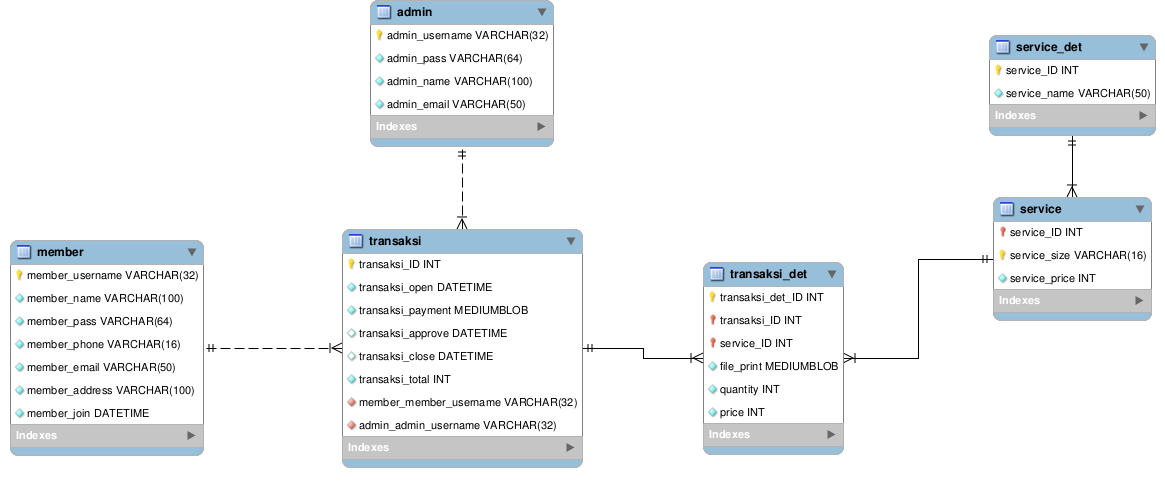 admin
admin_username VARCHAR(32)
admin_pass VARCHAR(64)
admin_name VARCHAR(100)
admin_email VARCHAR(50)
Indexes
service_det
service_ID INT
service_name VARCHAR(50)
Indexes
member
member_username VARCHAR(32)
member_name VARCHAR(100)
member_pass VARCHAR(64)
member_phone VARCHAR(16)
member_email VARCHAR(50)
member_address VARCHAR(100)
member_join DATETIME
Indexes
transaksi
transaksi_ID INT
transaksi_open DATETIME
transaksi_payment MEDIUMBLOB
transaksi_approve DATETIME
transaksi_close DATETIME
transaksi_total INT
member_member_username VARCHAR(32)
admin_admin_username VARCHAR(32)
Indexes
transaksi_det
transaksi_det_ID INT
transaksi_ID INT
service_ID INT
file_print MEDIUMBLOB
quantity INT
price INT
Indexes
service
service_ID INT
service_size VARCHAR(16)
service_price INT
Indexes